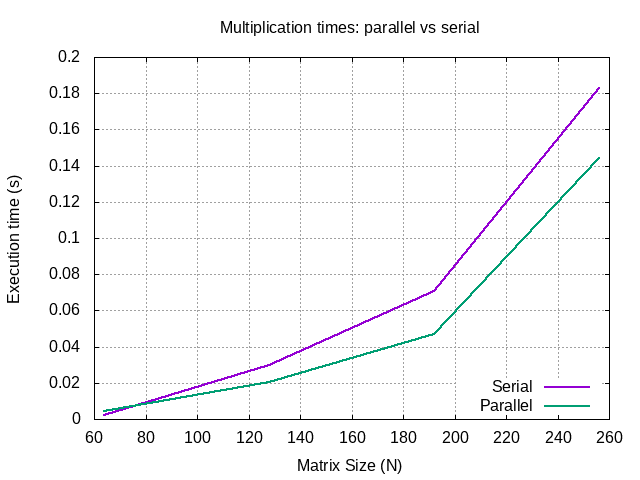 Multiplication times: parallel vs serial
0.2
0.18
0.16
0.14
0.12
0.1
0.08
0.06
0.04
0.02
0
Execution time (s)
Serial
Parallel
60 80 100 120 140 160 180 200 220 240 260
Matrix Size (N)